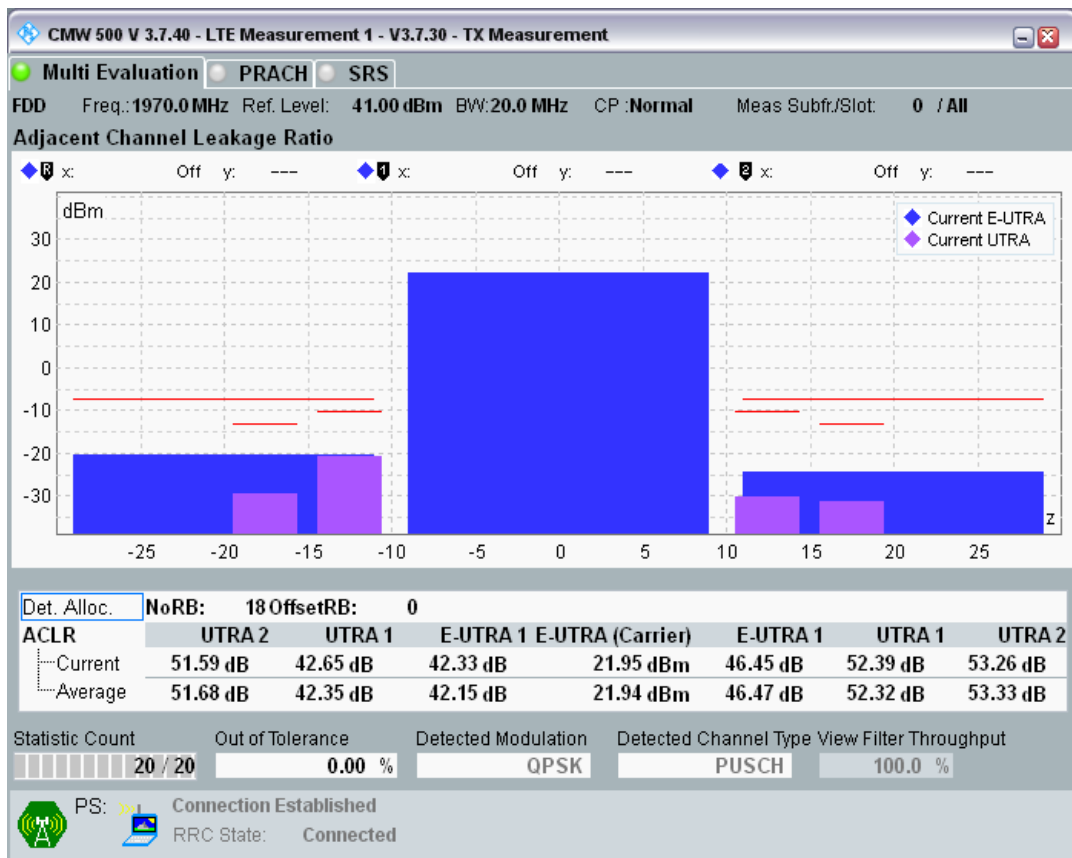 CMW 500 V 3.7.40 - LTE Measurement 1 - V3.7.30 - TX Measurement
Multi Evaluation PRACH SRS
FDD Freq.: 1970.0 MHz Ref. Level: 41.00 dBm BW: 20.0 MHz CP : Normal Meas Subfr./Slot: 0 / All
Adjacent Channel Leakage Ratio
R x: Off y: --- 1 x: Off y: --- 2 x: Off y: ---
dBm
Current E-UTRA
Current UTRA
30
20
10
0
-10
-20
-30
z
-25 -20 -15 -10 -5 0 5 10 15 20 25
Det. Alloc. NoRB: 18 OffsetRB: 0
ACLR UTRA 2 UTRA 1 E-UTRA 1 E-UTRA (Carrier) E-UTRA 1 UTRA 1 UTRA 2
Current 51.59 dB 42.65 dB 42.33 dB 21.95 dBm 46.45 dB 52.39 dB 53.26 dB
Average 51.68 dB 42.35 dB 42.15 dB 21.94 dBm 46.47 dB 52.32 dB 53.33 dB
Statistic Count Out of Tolerance Detected Modulation Detected Channel Type View Filter Throughput
20 / 20 0.00 % QPSK PUSCH 100.0 %
PS: Connection Established
RRC State: Connected